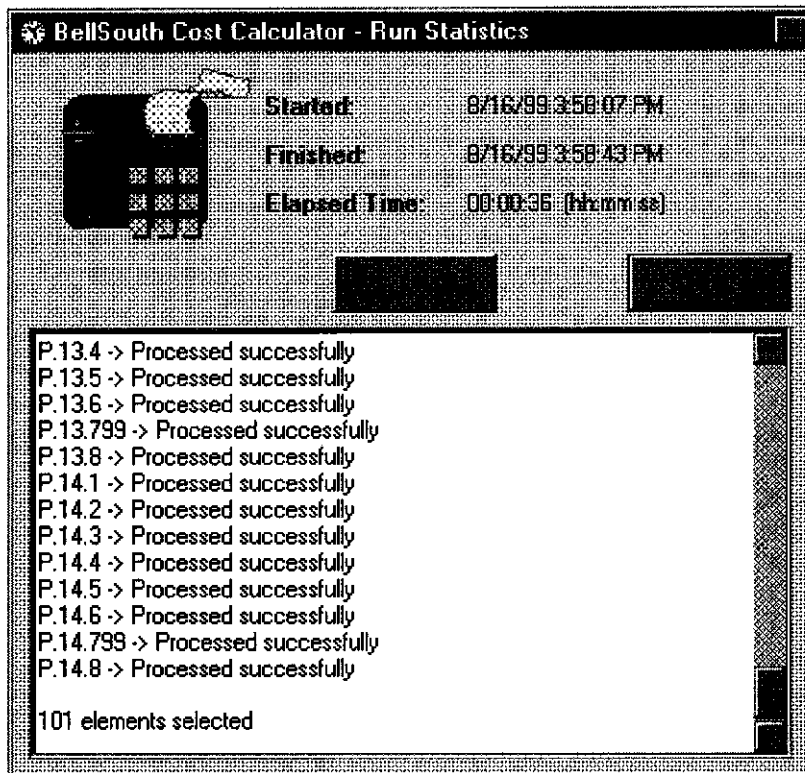 BellSouth Cost Calculator - Run Statistics
Started: 8/16/99 3:58:07 PM
Finished: 8/16/99 3:58:43 PM
Elapsed Time: 00:00:36 (hh:mm:ss)
P.13.4 -> Processed successfully
P.13.5 -> Processed successfully
P.13.6 -> Processed successfully
P.13.799 -> Processed successfully
P.13.8 -> Processed successfully
P.14.1 -> Processed successfully
P.14.2 -> Processed successfully
P.14.3 -> Processed successfully
P.14.4 -> Processed successfully
P.14.5 -> Processed successfully
P.14.6 -> Processed successfully
P.14.799 -> Processed successfully
P.14.8 -> Processed successfully
101 elements selected